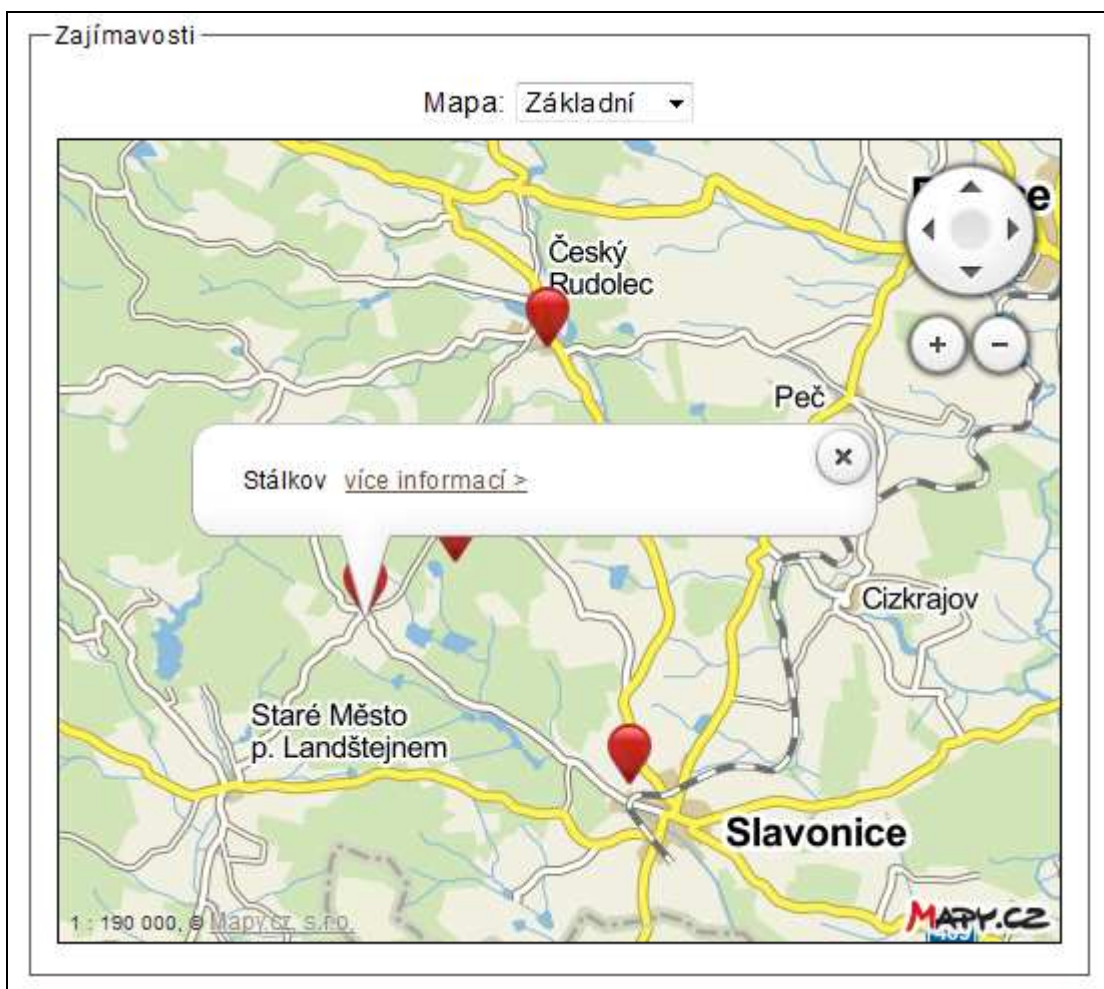 Zajímavosti
Mapa: Základní
Český
Rudolec
Peč
Stálkov více informací >
Cizkrajov
Staré Město
p. Landštejnem
Slavonice
1 : 190 000, © Mapy.cz, s.r.o.
MAPY.CZ